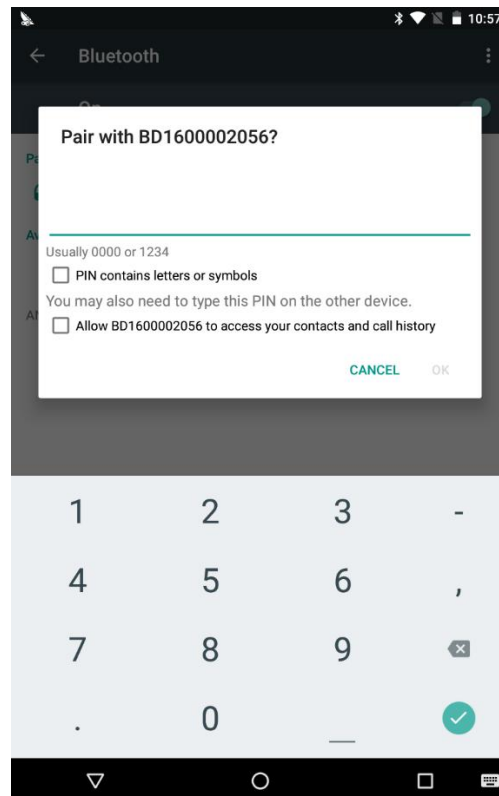 10:57
Bluetooth
On
Pair with BD1600002056?
Usually 0000 or 1234
PIN contains letters or symbols
You may also need to type this PIN on the other device.
Allow BD1600002056 to access your contacts and call history
CANCEL OK
1 2 3 -
4 5 6 ,
7 8 9
. 0 _